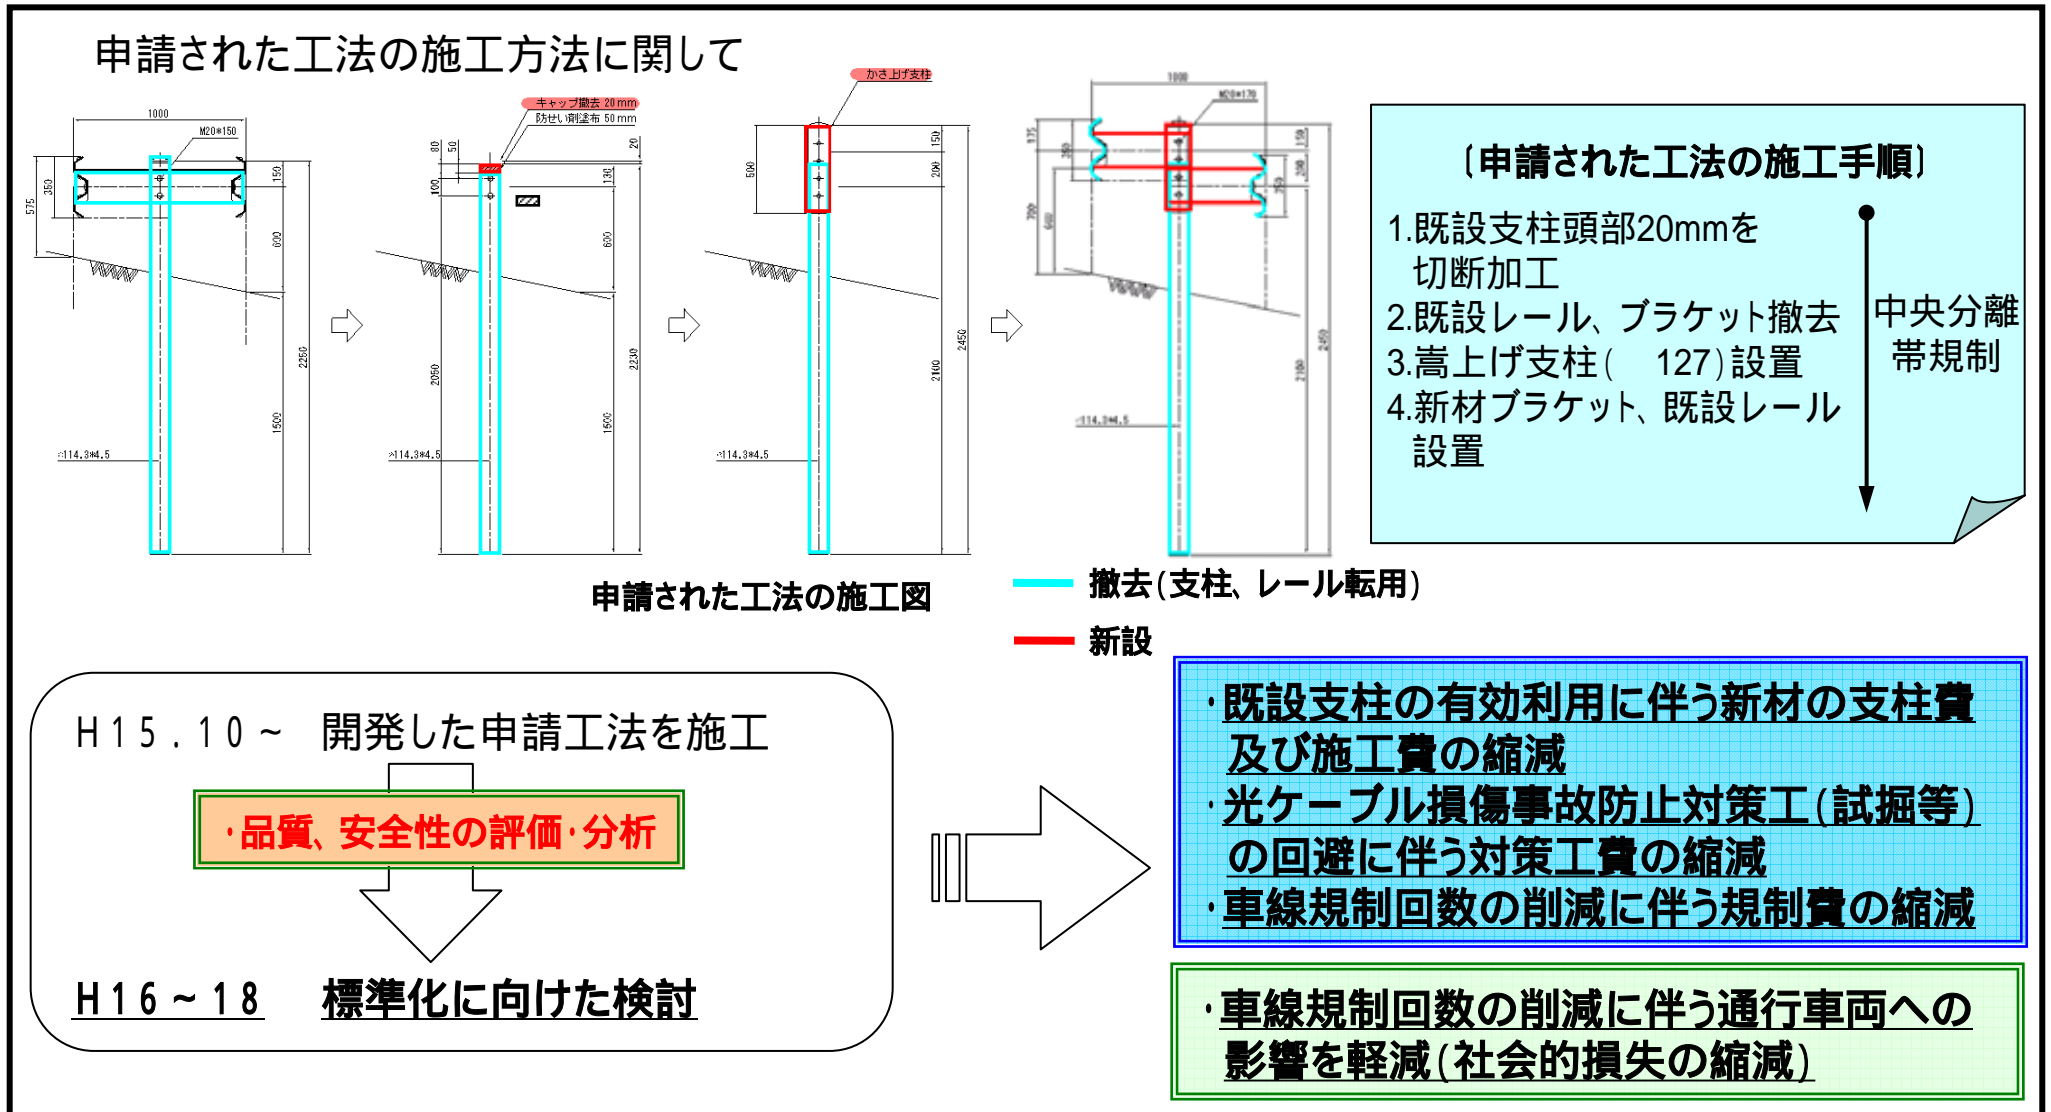 申請された工法の施工方法に関して
1000
M20*150
350
575
150
600
2250
1500
⌀114.3*4.5
キャップ撤去 20mm
防せい剤塗布 50mm
80
50
20
100
130
600
2050
2230
1500
⌀114.3*4.5
かさ上げ支柱
500
150
200
2450
2100
⌀114.3*4.5
1000
M20*170
575
350
150
200
350
700
2450
2100
⌀114.3*4.5
〔申請された工法の施工手順〕
1.既設支柱頭部20mmを
切断加工
2.既設レール、ブラケット撤去
3.嵩上げ支柱(　127)設置
4.新材ブラケット、既設レール
設置
中央分離
帯規制
申請された工法の施工図
撤去(支柱、レール転用)
新設
H15.10~　開発した申請工法を施工
・品質、安全性の評価・分析
H16~18　標準化に向けた検討
・既設支柱の有効利用に伴う新材の支柱費
及び施工費の縮減
・光ケーブル損傷事故防止対策工(試掘等)
の回避に伴う対策工費の縮減
・車線規制回数の削減に伴う規制費の縮減
・車線規制回数の削減に伴う通行車両への
影響を軽減(社会的損失の縮減)